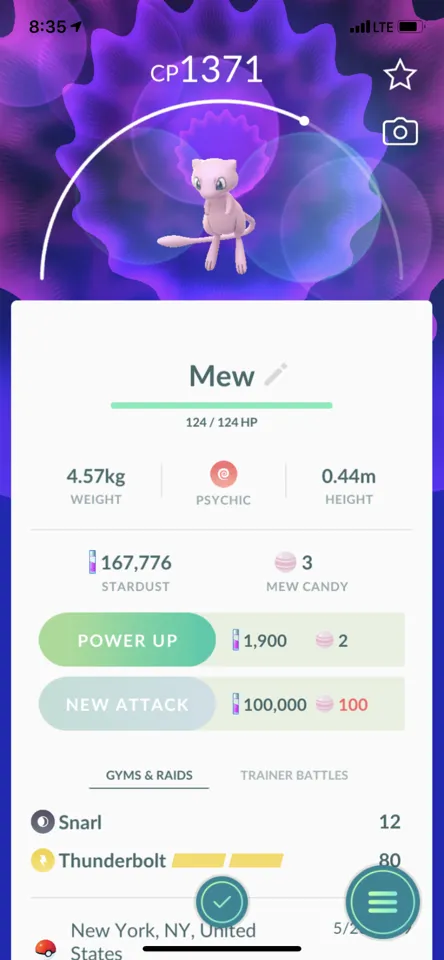 8:35 LTE
CP1371
Mew
124 / 124 HP
4.57kg 0.44m
WEIGHT PSYCHIC HEIGHT
167,776 3
STARDUST MEW CANDY
POWER UP 1,900 2
NEW ATTACK 100,000 100
GYMS & RAIDS TRAINER BATTLES
Snarl 12
Thunderbolt 80
New York, NY, United 5/2
States